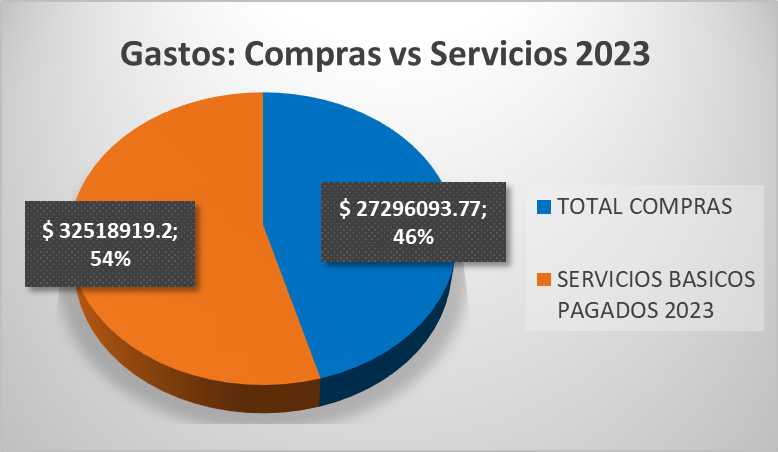 Gastos: Compras vs Servicios 2023
$ 32518919.2;
54%
$ 27296093.77;
46%
TOTAL COMPRAS
SERVICIOS BASICOS
PAGADOS 2023